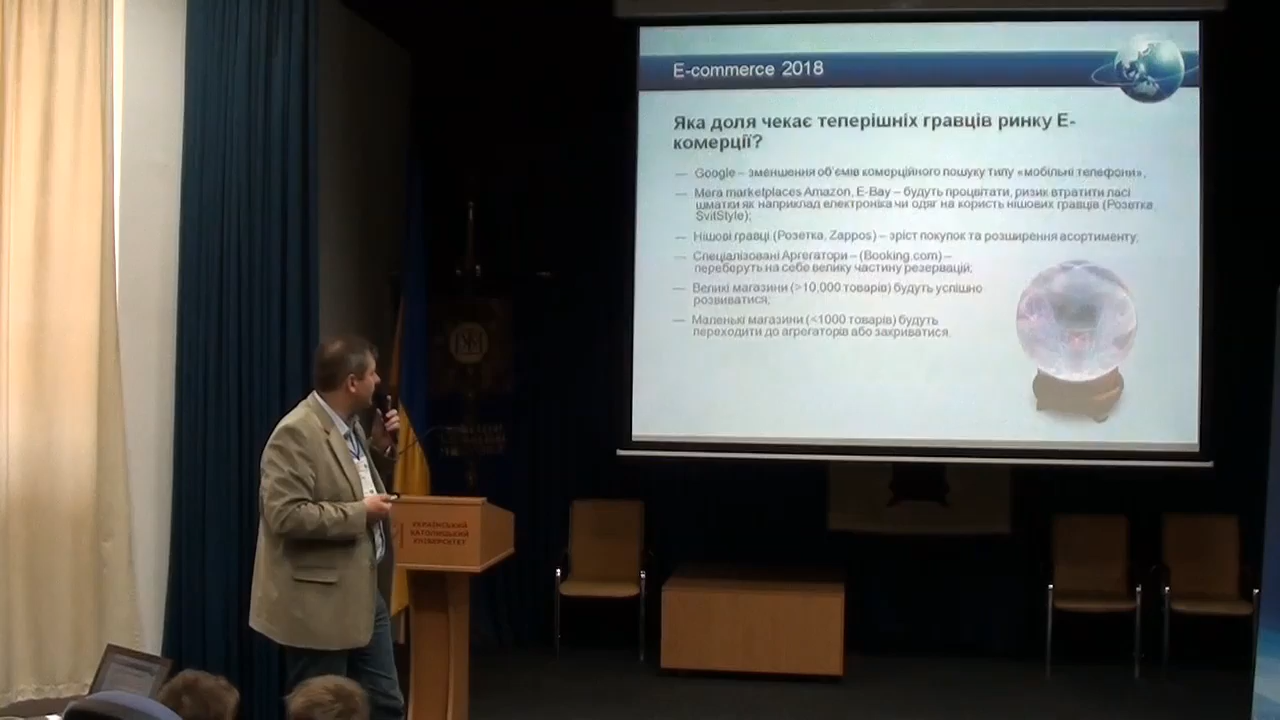 E-commerce 2018
Яка доля чекає теперішніх гравців ринку Е-
комерції?
— Google – зменшення об'ємів комерційного пошуку типу «мобільні телефони»,
— Мега marketplaces Amazon, E-Bay – будуть процвітати, ризик втратити ласі
шматки як наприклад електроніка чи одяг на користь нішових гравців (Розетка
SvitStyle);
— Нішові гравці (Розетка, Zappos) – зріст покупок та розширення асортименту;
— Спеціалізовані Агрегатори – (Booking.com) –
переберуть на себе велику частину резервацій;
— Великі магазини (>10,000 товарів) будуть успішно
розвиватися;
— Маленькі магазини (<1000 товарів) будуть
переходити до агрегаторів або закриватися.
УКРАЇНСЬКИЙ
КАТОЛИЦЬКИЙ
УНІВЕРСИТЕТ